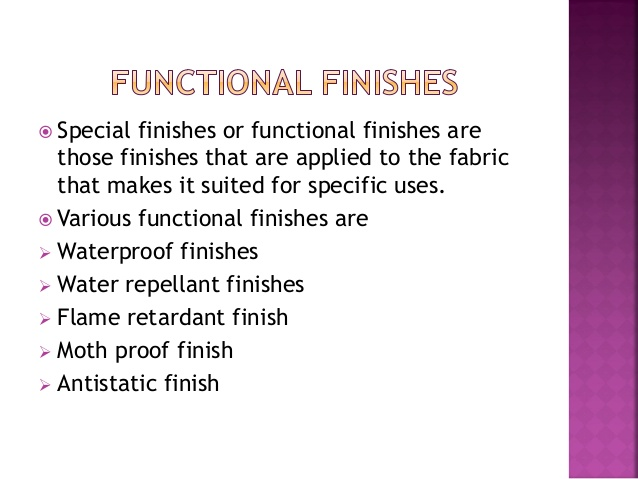 FUNCTIONAL FINISHES
Special finishes or functional finishes are
those finishes that are applied to the fabric
that makes it suited for specific uses.
Various functional finishes are
Waterproof finishes
Water repellant finishes
Flame retardant finish
Moth proof finish
Antistatic finish